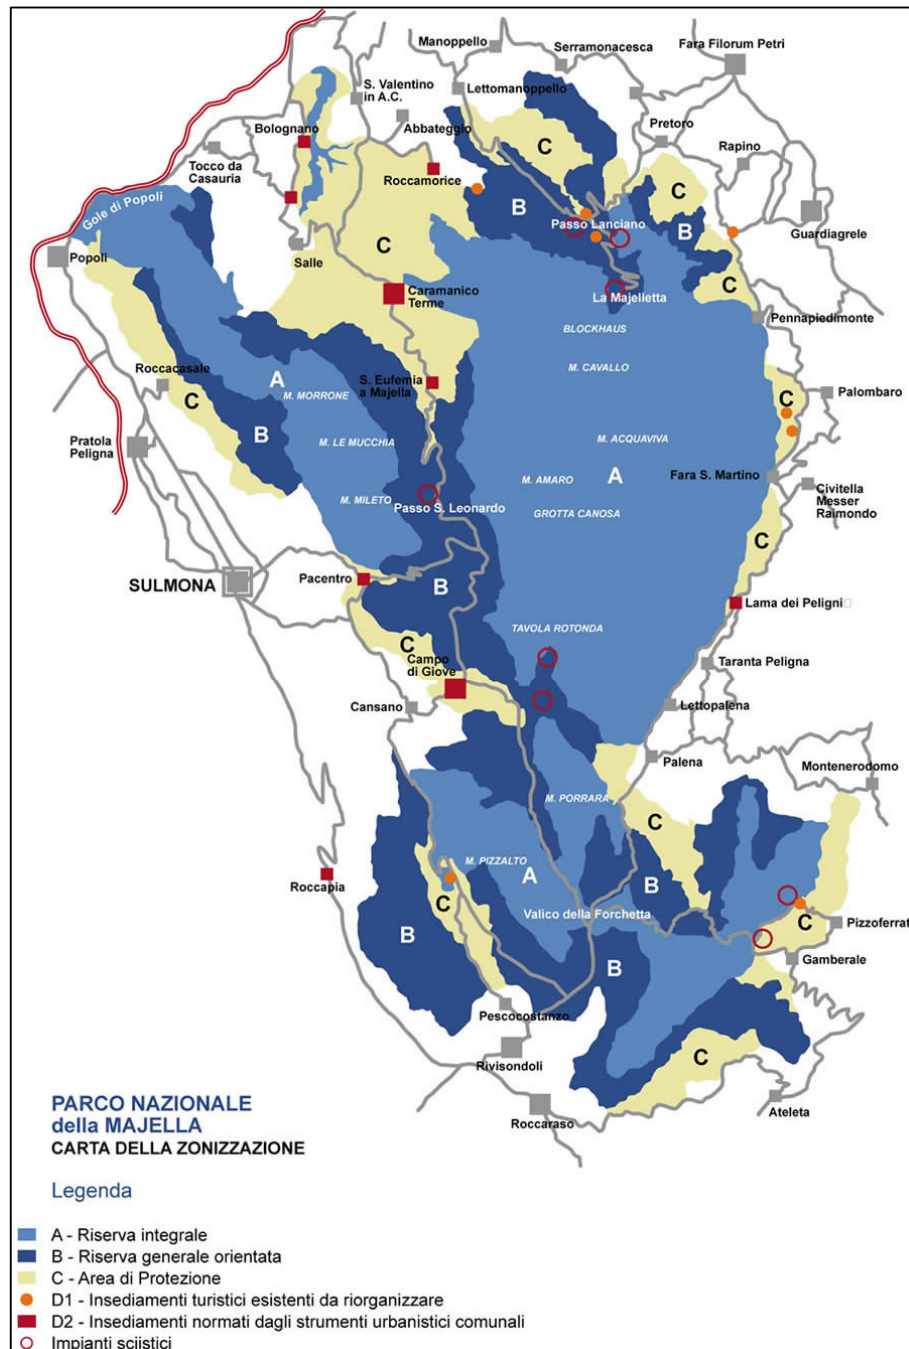 Manoppello
Serramonacesca
Fara Filorum Petri
S. Valentino
in A.C.
Lettomanoppello
Abbateggio
Pretoro
Bolognano
Rapino
Tocco da
Casauria
C
Roccamorice
C
Gole di Popoli
B
Passo Lanciano
B
Guardiagrele
C
Popoli
Salle
Caramanico
Terme
La Majelletta
C
Pennapiedimonte
BLOCKHAUS
Roccacasale
A
M. CAVALLO
S. Eufemia
a Majella
M. MORRONE
C
Palombaro
C
B
M. LE MUCCHIA
M. ACQUAVIVA
Pratola
Peligna
M. AMARO
A
Fara S. Martino
M. MILETO
Passo S. Leonardo
GROTTA CANOSA
Civitella
Messer
Raimondo
C
SULMONA
Pacentro
B
Lama dei Peligni
TAVOLA ROTONDA
C
Campo
di Giove
Taranta Peligna
Cansano
Lettopalena
Palena
Montenerodomo
M. PORRARA
C
M. PIZZALTO
Roccapia
A
B
C
Valico della Forchetta
Pizzoferrat
B
B
Gamberale
Pescocostanzo
Rivisondoli
C
Roccaraso
Ateleta
PARCO NAZIONALE
della MAJELLA
CARTA DELLA ZONIZZAZIONE
Legenda
A - Riserva integrale
B - Riserva generale orientata
C - Area di Protezione
D1 - Insediamenti turistici esistenti da riorganizzare
D2 - Insediamenti normati dagli strumenti urbanistici comunali
Impianti sciistici